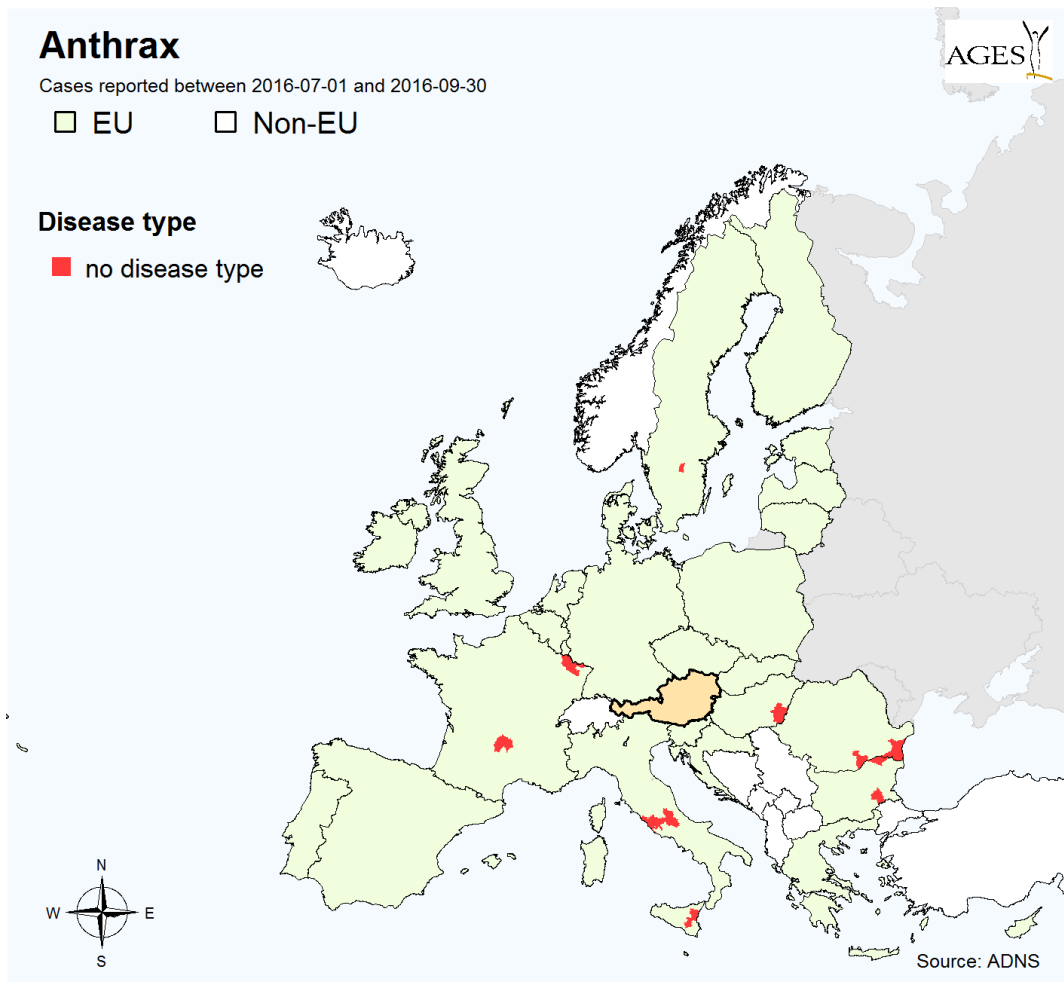 Anthrax
AGES
Cases reported between 2016-07-01 and 2016-09-30
EU Non-EU
Disease type
no disease type
N
W E
S
Source: ADNS